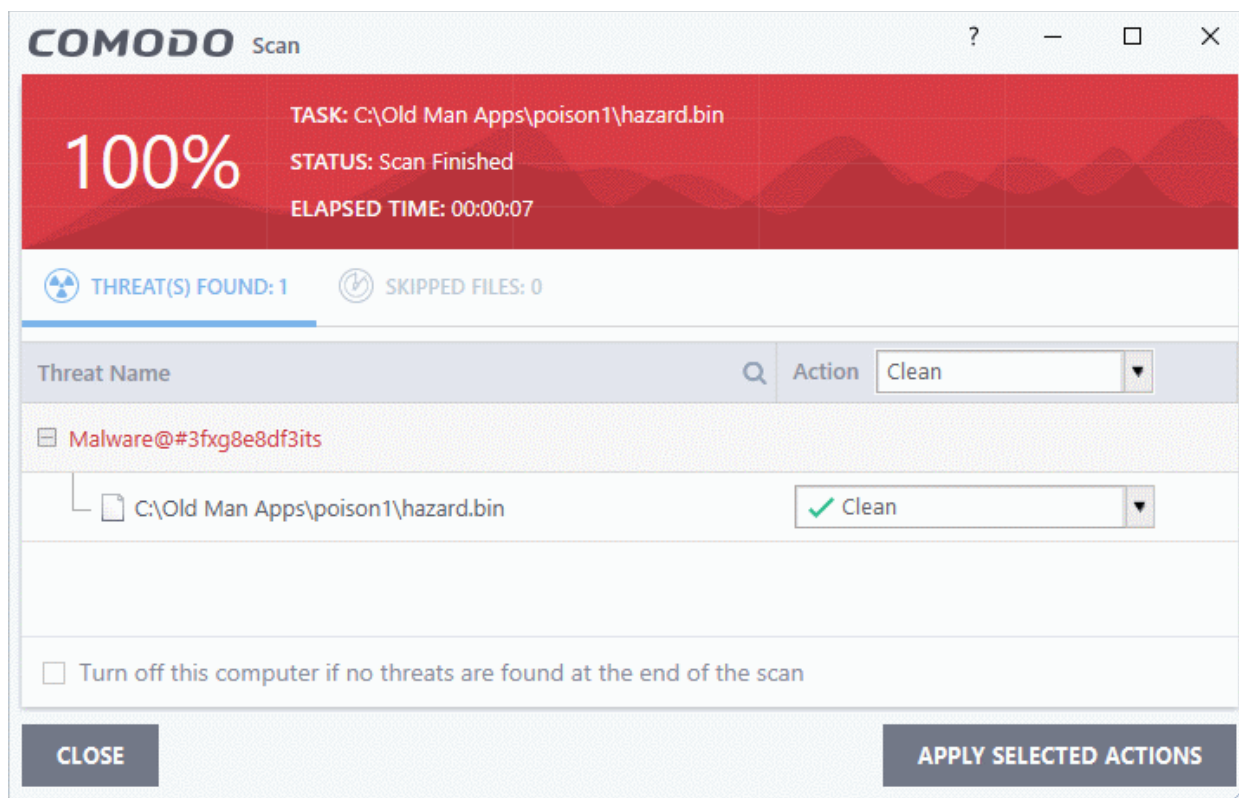 COMODO Scan
?
100%
TASK: C:\Old Man Apps\poison1\hazard.bin
STATUS: Scan Finished
ELAPSED TIME: 00:00:07
THREAT(S) FOUND: 1 SKIPPED FILES: 0
Threat Name Action Clean
Malware@#3fxg8e8df3its
C:\Old Man Apps\poison1\hazard.bin Clean
Turn off this computer if no threats are found at the end of the scan
CLOSE APPLY SELECTED ACTIONS